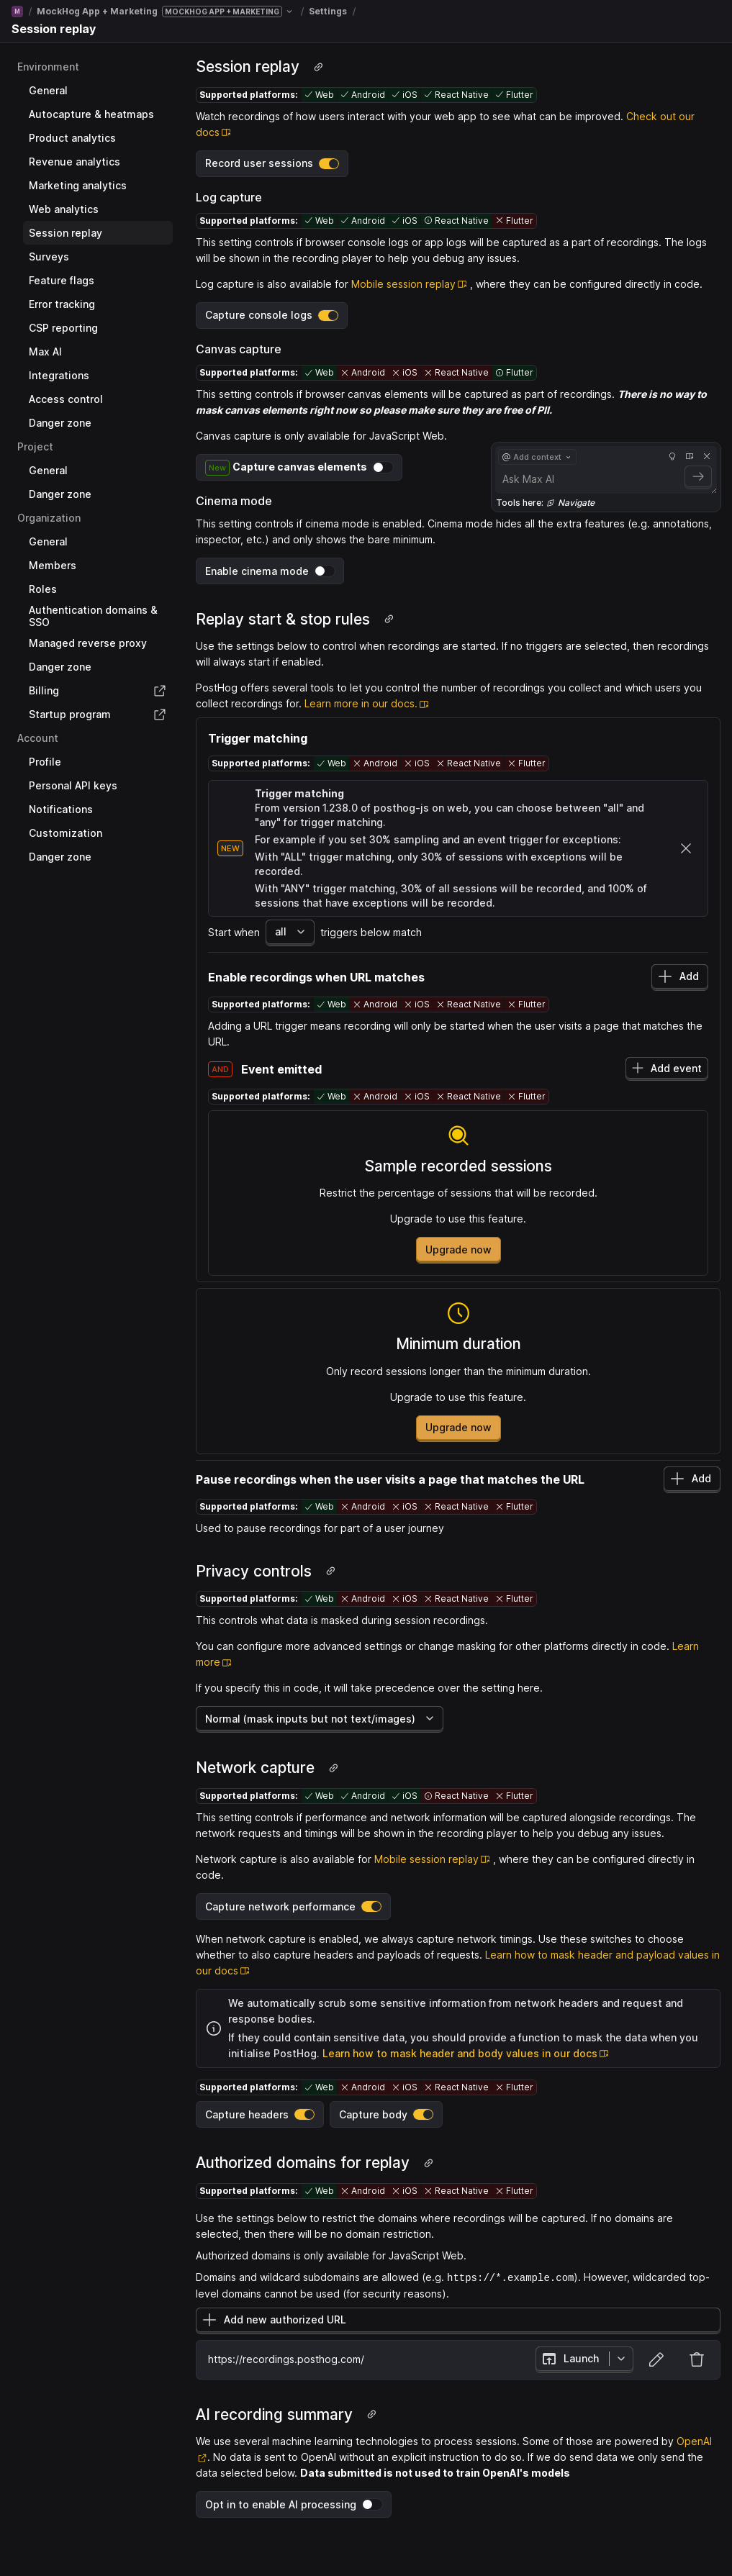 M / MockHog App + Marketing MOCKHOG APP + MARKETING / Settings /
Session replay
Environment
General
Autocapture & heatmaps
Product analytics
Revenue analytics
Marketing analytics
Web analytics
Session replay
Surveys
Feature flags
Error tracking
CSP reporting
Max AI
Integrations
Access control
Danger zone
Project
General
Danger zone
Organization
General
Members
Roles
Authentication domains &
SSO
Managed reverse proxy
Danger zone
Billing
Startup program
Account
Profile
Personal API keys
Notifications
Customization
Danger zone
Session replay
Supported platforms: Web Android iOS React Native Flutter
Watch recordings of how users interact with your web app to see what can be improved. Check out our
docs
Record user sessions
Log capture
Supported platforms: Web Android iOS React Native Flutter
This setting controls if browser console logs or app logs will be captured as a part of recordings. The logs
will be shown in the recording player to help you debug any issues.
Log capture is also available for Mobile session replay , where they can be configured directly in code.
Capture console logs
Canvas capture
Supported platforms: Web Android iOS React Native Flutter
This setting controls if browser canvas elements will be captured as part of recordings. There is no way to
mask canvas elements right now so please make sure they are free of PII.
Canvas capture is only available for JavaScript Web.
New Capture canvas elements
@ Add context
Ask Max AI
Tools here: Navigate
Cinema mode
This setting controls if cinema mode is enabled. Cinema mode hides all the extra features (e.g. annotations,
inspector, etc.) and only shows the bare minimum.
Enable cinema mode
Replay start & stop rules
Use the settings below to control when recordings are started. If no triggers are selected, then recordings
will always start if enabled.
PostHog offers several tools to let you control the number of recordings you collect and which users you
collect recordings for. Learn more in our docs.
Trigger matching
Supported platforms: Web Android iOS React Native Flutter
NEW
Trigger matching
From version 1.238.0 of posthog-js on web, you can choose between "all" and
"any" for trigger matching.
For example if you set 30% sampling and an event trigger for exceptions:
With "ALL" trigger matching, only 30% of sessions with exceptions will be
recorded.
With "ANY" trigger matching, 30% of all sessions will be recorded, and 100% of
sessions that have exceptions will be recorded.
Start when all triggers below match
Enable recordings when URL matches
Add
Supported platforms: Web Android iOS React Native Flutter
Adding a URL trigger means recording will only be started when the user visits a page that matches the
URL.
AND Event emitted
Add event
Supported platforms: Web Android iOS React Native Flutter
Sample recorded sessions
Restrict the percentage of sessions that will be recorded.
Upgrade to use this feature.
Upgrade now
Minimum duration
Only record sessions longer than the minimum duration.
Upgrade to use this feature.
Upgrade now
Pause recordings when the user visits a page that matches the URL
Add
Supported platforms: Web Android iOS React Native Flutter
Used to pause recordings for part of a user journey
Privacy controls
Supported platforms: Web Android iOS React Native Flutter
This controls what data is masked during session recordings.
You can configure more advanced settings or change masking for other platforms directly in code. Learn
more
If you specify this in code, it will take precedence over the setting here.
Normal (mask inputs but not text/images)
Network capture
Supported platforms: Web Android iOS React Native Flutter
This setting controls if performance and network information will be captured alongside recordings. The
network requests and timings will be shown in the recording player to help you debug any issues.
Network capture is also available for Mobile session replay , where they can be configured directly in
code.
Capture network performance
When network capture is enabled, we always capture network timings. Use these switches to choose
whether to also capture headers and payloads of requests. Learn how to mask header and payload values in
our docs
We automatically scrub some sensitive information from network headers and request and
response bodies.
If they could contain sensitive data, you should provide a function to mask the data when you
initialise PostHog. Learn how to mask header and body values in our docs
Supported platforms: Web Android iOS React Native Flutter
Capture headers
Capture body
Authorized domains for replay
Supported platforms: Web Android iOS React Native Flutter
Use the settings below to restrict the domains where recordings will be captured. If no domains are
selected, then there will be no domain restriction.
Authorized domains is only available for JavaScript Web.
Domains and wildcard subdomains are allowed (e.g. https://*.example.com). However, wildcarded top-
level domains cannot be used (for security reasons).
Add new authorized URL
https://recordings.posthog.com/
Launch
AI recording summary
We use several machine learning technologies to process sessions. Some of those are powered by OpenAI
. No data is sent to OpenAI without an explicit instruction to do so. If we do send data we only send the
data selected below. Data submitted is not used to train OpenAI's models
Opt in to enable AI processing